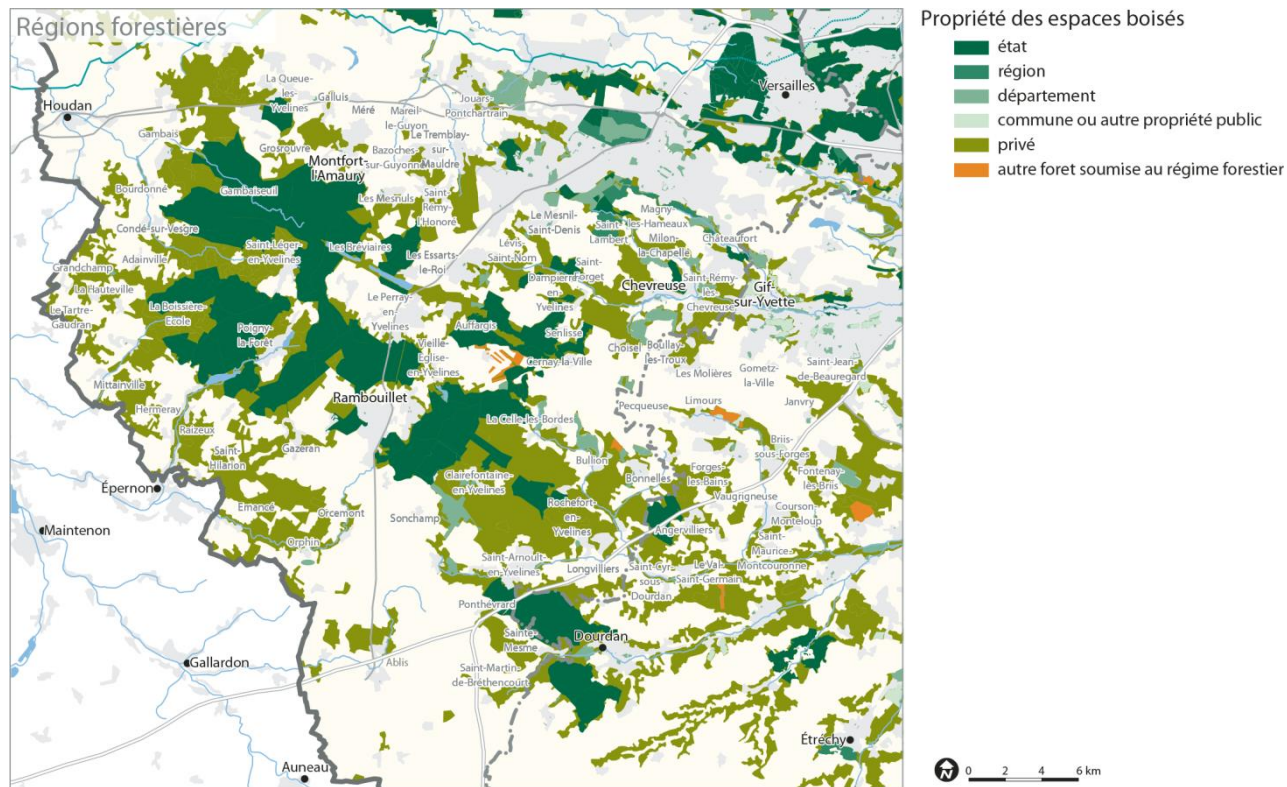 Régions forestières
Propriété des espaces boisés
état
région
département
commune ou autre propriété public
privé
autre foret soumise au régime forestier
Houdan
La Queue-
les-
Yvelines
Galluis
Méré
Mareil-
le-Guyon
Jouars-
Pontchartrain
Versailles
Gambais
Grosrouvre
Bazoches-
sur-Guyonne
Le Tremblay-
sur-
Mauldre
Montfort-
l'Amaury
Bourdonné
Gambaiseuil
Les Mesnuls
Saint-
Rémy-
l'Honoré
Condé-sur-Vesgre
Adainville
Saint-Léger-
en-Yvelines
Les Bréviaires
Les Essarts-
le-Roi
Lévis-
Saint-Nom
Le Mesnil-
Saint-Denis
Saint-
Lambert
Magny-
les-Hameaux
Milon-
la-Chapelle
Châteaufort
Grandchamp
La Hauteville
Le Tartre-
Gaudran
La Boissière-
Ecole
Poigny-
la-Forêt
Le Perray-
en-
Yvelines
Dampierre-
en-
Yvelines
Saint-
Forget
Chevreuse
Saint-Rémy-
lès-
Chevreuse
Gif-
sur-Yvette
Auffargis
Senlisse
Choisel
Boullay-
les-Troux
Vieille-
Eglise-
en-Yvelines
Cernay-la-Ville
Les Molières
Gometz-
la-Ville
Saint-Jean-
de-Beauregard
Mittainville
Hermeray
Raizeux
Rambouillet
La Celle-les-Bordes
Pecqueuse
Limours
Janvry
Saint-
Hilarion
Gazeran
Bullion
Bonnelles
Forges-
les-Bains
Briis-
sous-Forges
Fontenay-
lès-Briis
Épernon
Clairefontaine-
en-Yvelines
Rochefort-
en-
Yvelines
Vaugrigneuse
Courson-
Monteloup
Maintenon
Emancé
Orcemont
Orphin
Sonchamp
Angervilliers
Saint-
Maurice-
Montcouronne
Saint-Arnoult-
en-Yvelines
Longvilliers
Saint-Cyr-
sous-
Dourdan
Le Val-
Saint-Germain
Ponthévrard
Sainte-
Mesme
Dourdan
Gallardon
Ablis
Saint-Martin-
de-Bréthencourt
Étréchy
Auneau
0 2 4 6 km